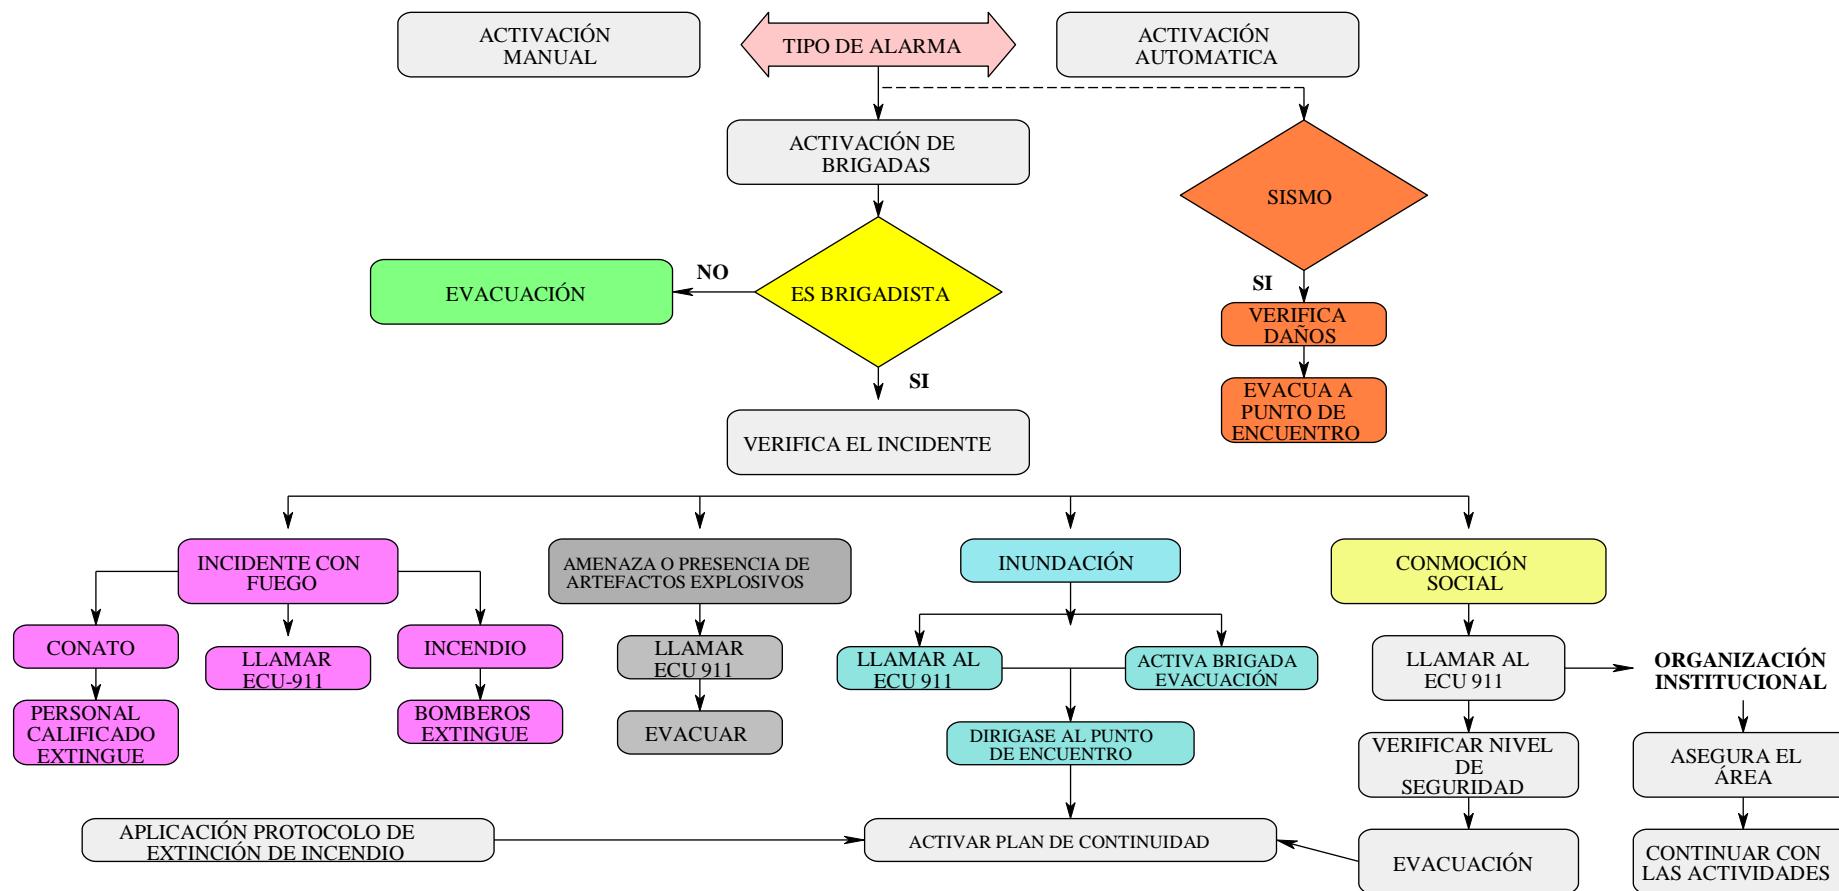 ACTIVACIÓN
MANUAL
TIPO DE ALARMA
ACTIVACIÓN
AUTOMATICA
ACTIVACIÓN DE
BRIGADAS
SISMO
EVACUACIÓN
NO
ES BRIGADISTA
SI
VERIFICA
DAÑOS
SI
EVACUA A
PUNTO DE
ENCUENTRO
VERIFICA EL INCIDENTE
INCIDENTE CON
FUEGO
AMENAZA O PRESENCIA DE
ARTEFACTOS EXPLOSIVOS
INUNDACIÓN
CONMOCIÓN
SOCIAL
CONATO
LLAMAR
ECU-911
INCENDIO
LLAMAR
ECU 911
LLAMAR AL
ECU 911
ACTIVA BRIGADA
EVACUACIÓN
LLAMAR AL
ECU 911
ORGANIZACIÓN
INSTITUCIONAL
PERSONAL
CALIFICADO
EXTINGUE
BOMBEROS
EXTINGUE
EVACUAR
DIRIGASE AL PUNTO
DE ENCUENTRO
VERIFICAR NIVEL
DE
SEGURIDAD
ASEGURA EL
ÁREA
APLICACIÓN PROTOCOLO DE
EXTINCIÓN DE INCENDIO
ACTIVAR PLAN DE CONTINUIDAD
EVACUACIÓN
CONTINUAR CON
LAS ACTIVIDADES